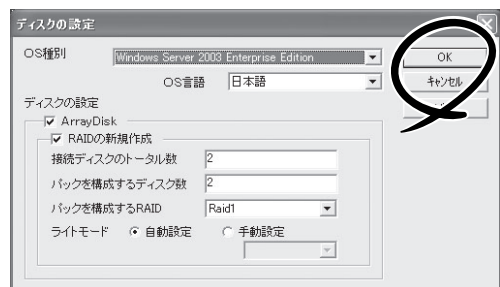 ディスクの設定
OS種別 Windows Server 2003 Enterprise Edition
OS言語 日本語
OK
キャンセル
ディスクの設定
ArrayDisk
RAIDの新規作成
接続ディスクのトータル数 2
パックを構成するディスク数 2
パックを構成するRAID Raid1
ライトモード 自動設定 手動設定